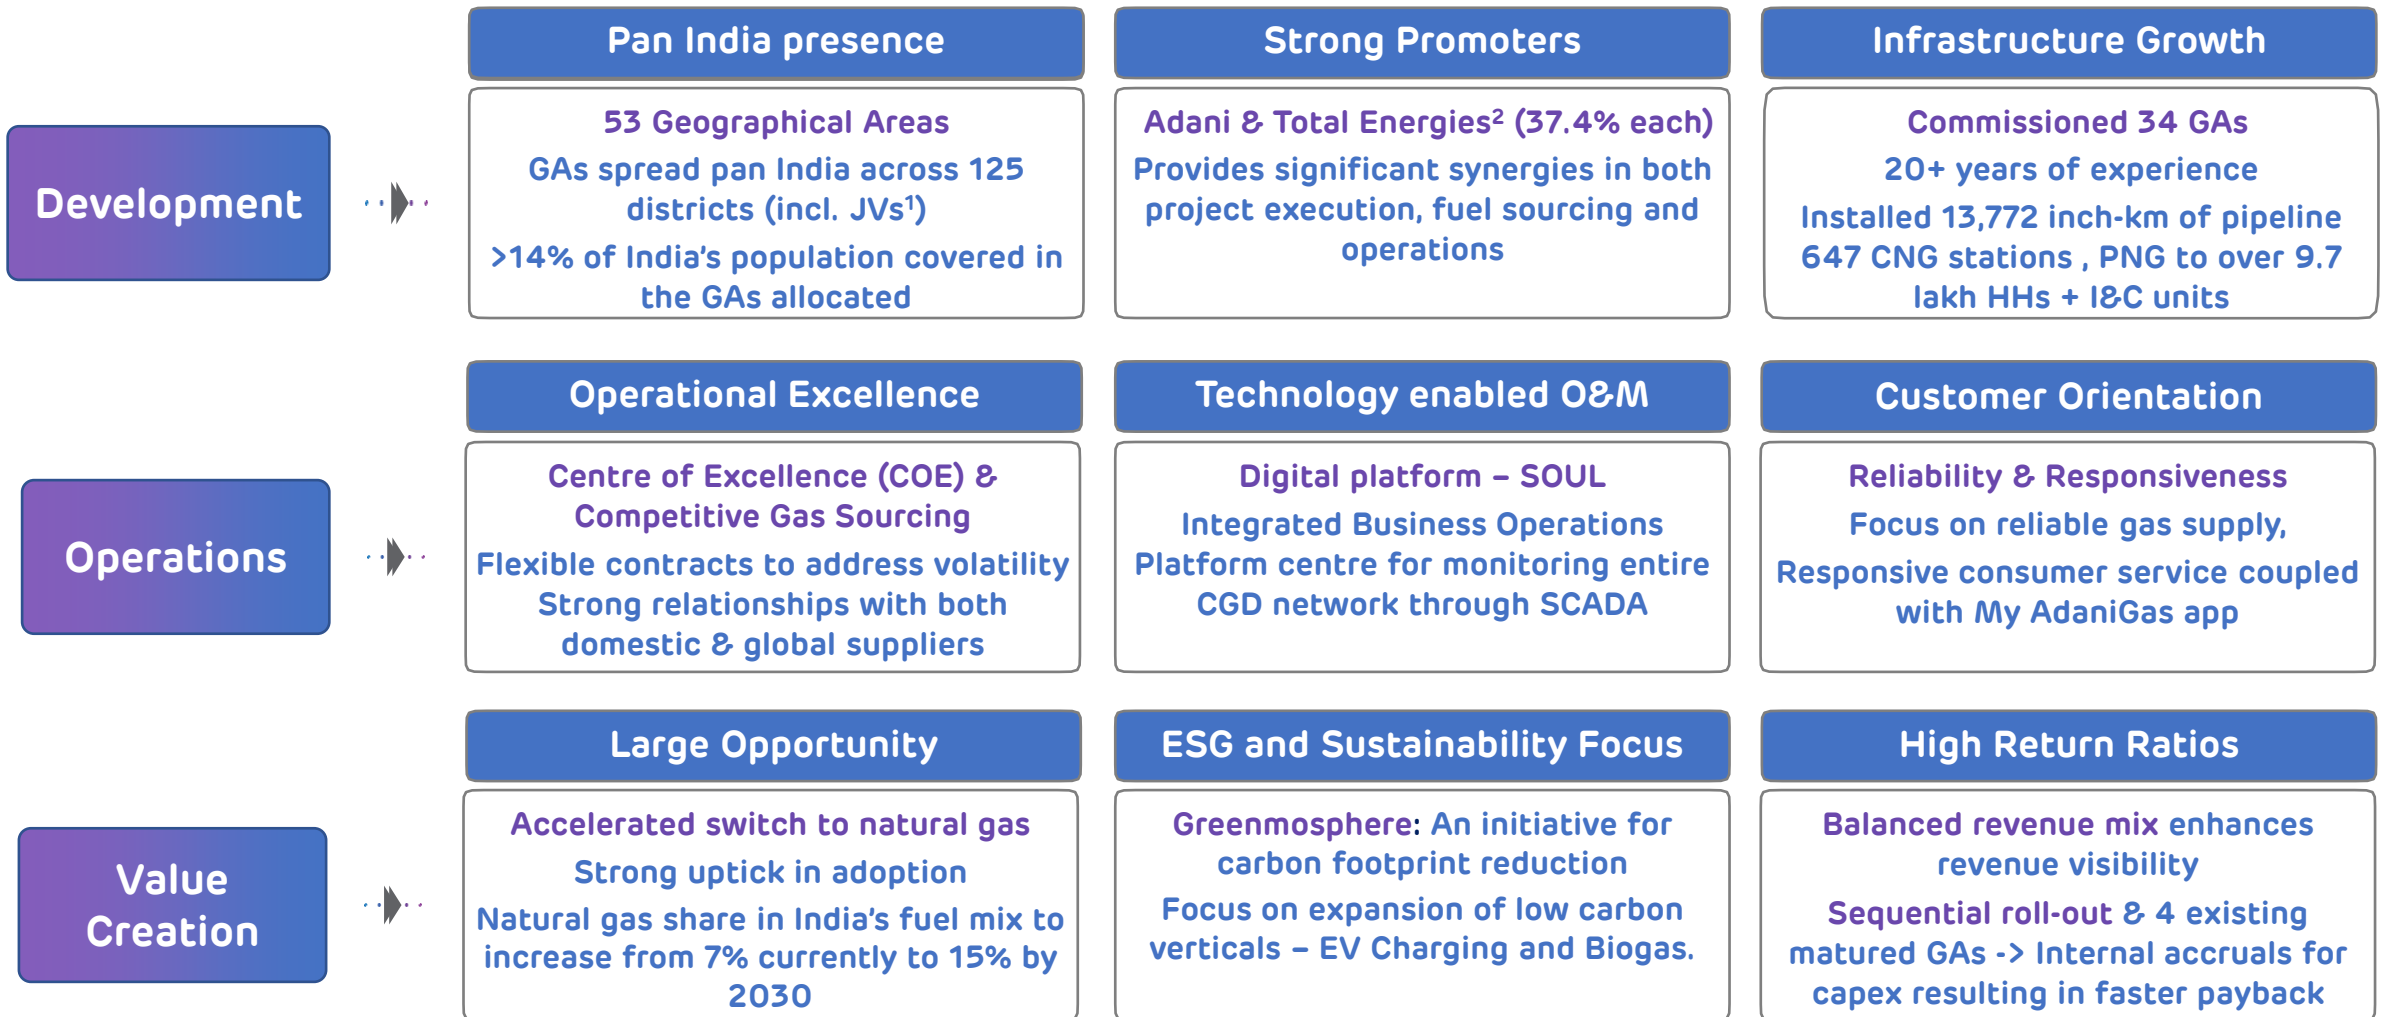 Pan India presence
Strong Promoters
Infrastructure Growth
Development
53 Geographical Areas
GAs spread pan India across 125
districts (incl. JVs¹)
>14% of India's population covered in
the GAs allocated
Adani & Total Energies² (37.4% each)
Provides significant synergies in both
project execution, fuel sourcing and
operations
Commissioned 34 GAs
20+ years of experience
Installed 13,772 inch-km of pipeline
647 CNG stations , PNG to over 9.7
lakh HHs + I&C units
Operational Excellence
Technology enabled O&M
Customer Orientation
Operations
Centre of Excellence (COE) &
Competitive Gas Sourcing
Flexible contracts to address volatility
Strong relationships with both
domestic & global suppliers
Digital platform – SOUL
Integrated Business Operations
Platform centre for monitoring entire
CGD network through SCADA
Reliability & Responsiveness
Focus on reliable gas supply,
Responsive consumer service coupled
with My AdaniGas app
Large Opportunity
ESG and Sustainability Focus
High Return Ratios
Value
Creation
Accelerated switch to natural gas
Strong uptick in adoption
Natural gas share in India's fuel mix to
increase from 7% currently to 15% by
2030
Greenmosphere: An initiative for
carbon footprint reduction
Focus on expansion of low carbon
verticals – EV Charging and Biogas.
Balanced revenue mix enhances
revenue visibility
Sequential roll-out & 4 existing
matured GAs -> Internal accruals for
capex resulting in faster payback